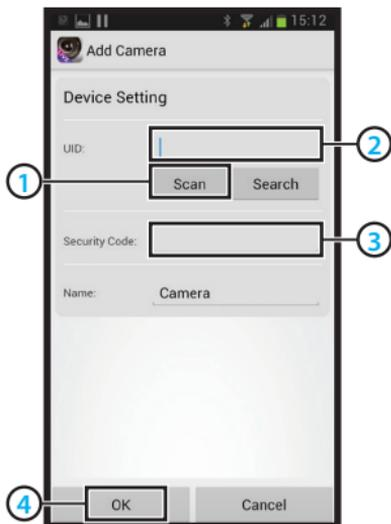 15:12
Add Camera
Device Setting
UID:
2
1
Scan Search
Security Code:
3
Name: Camera
4
OK Cancel